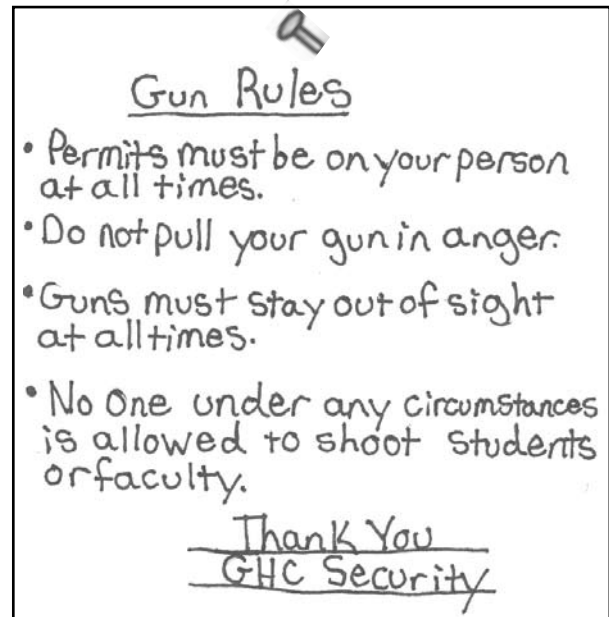 Gun Rules
• Permits must be on your person
at all times.
• Do not pull your gun in anger.
• Guns must stay out of sight
at all times.
• No One under any circumstances
is allowed to shoot students
or faculty.
Thank You
GHC Security